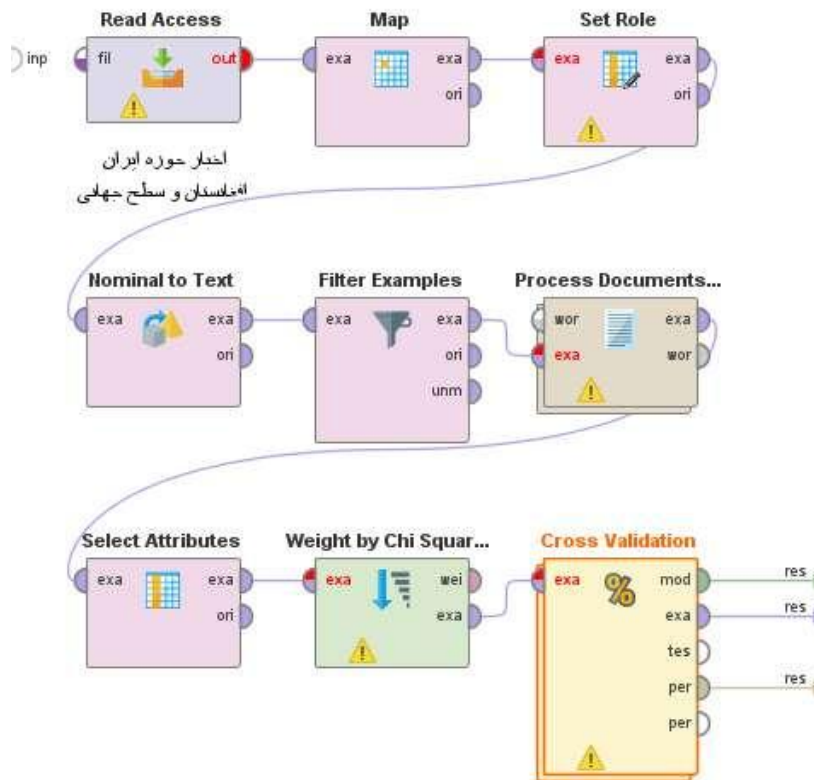 Read Access
Map
Set Role
inp
fil
out
exa
exa
ori
exa
exa
ori
اخبار حوزه ایران
افغانستان و سطح جهانی
Nominal to Text
Filter Examples
Process Documents...
exa
exa
ori
exa
exa
ori
unm
wor
exa
exa
wor
Select Attributes
Weight by Chi Squar...
Cross Validation
exa
exa
ori
exa
wei
exa
exa
%
mod
exa
tes
per
per
res
res
res